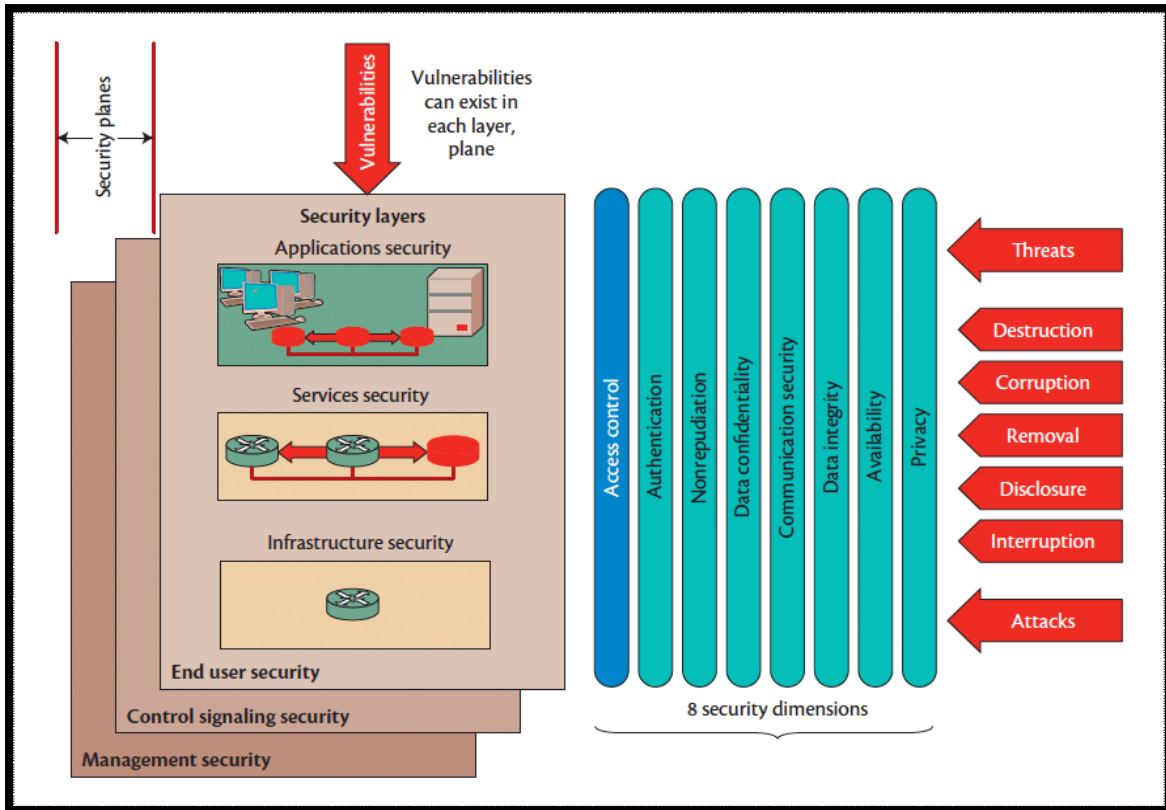 Security planes
Vulnerabilities
Vulnerabilities
can exist in
each layer,
plane
Security layers
Applications security
Services security
Infrastructure security
End user security
Control signaling security
Management security
Access control
Authentication
Nonrepudiation
Data confidentiality
Communication security
Data integrity
Availability
Privacy
8 security dimensions
Threats
Destruction
Corruption
Removal
Disclosure
Interruption
Attacks